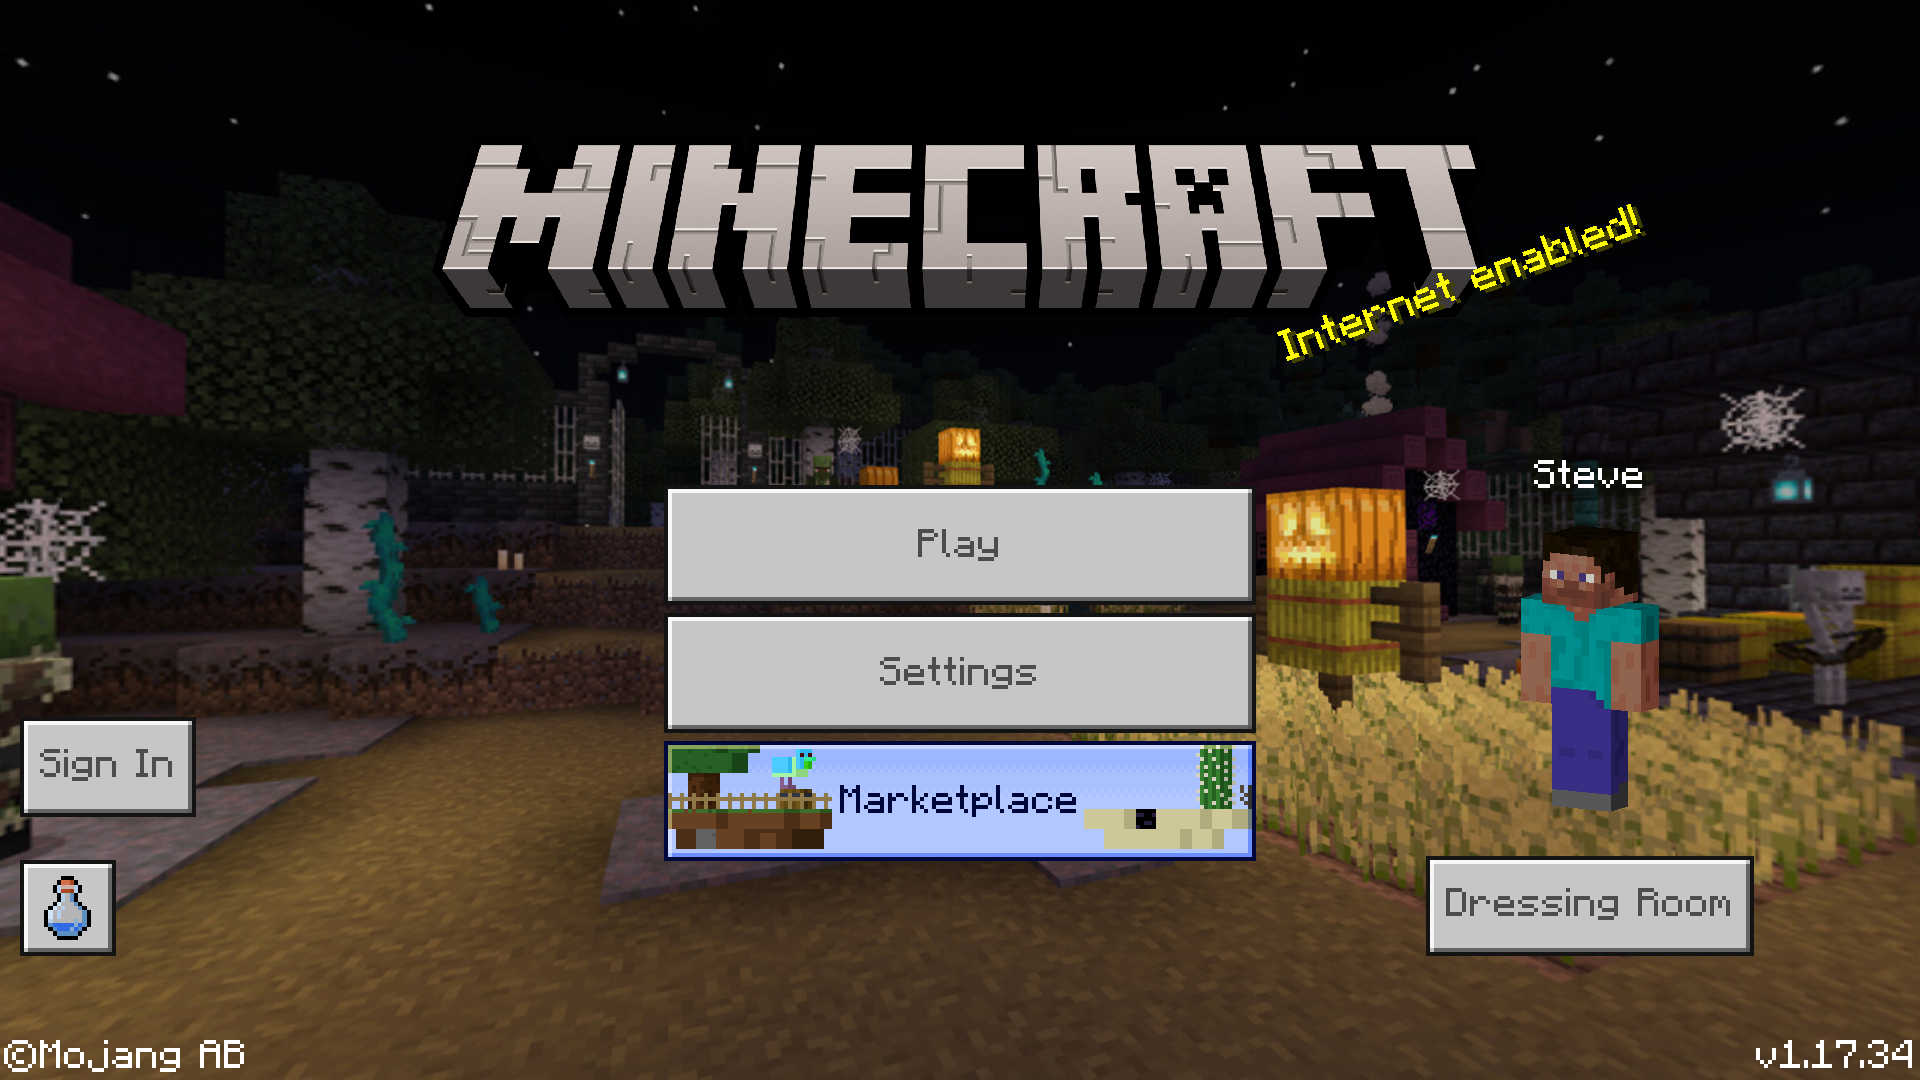 MINECRAFT
Internet enabled!
Steve
Play
Settings
Sign In
Marketplace
Dressing Room
©Mojang AB
v1.17.34